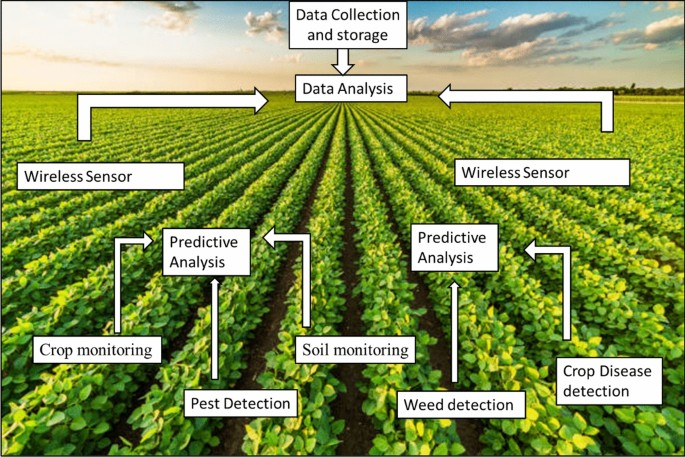 Data Collection
and storage
Data Analysis
Wireless Sensor
Wireless Sensor
Predictive
Analysis
Predictive
Analysis
Crop monitoring
Soil monitoring
Pest Detection
Weed detection
Crop Disease
detection